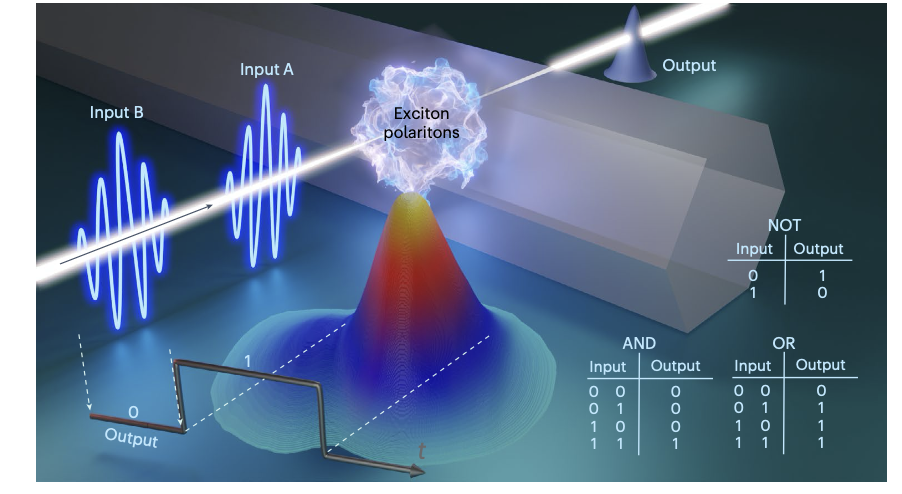 Output
Input A
Input B
Exciton
polaritons
NOT
Input Output
0 1
1 0
AND
Input Output
0 0 0
0 1 0
1 0 0
1 1 1
OR
Input Output
0 0 0
0 1 1
1 0 1
1 1 1
1
0
Output
t